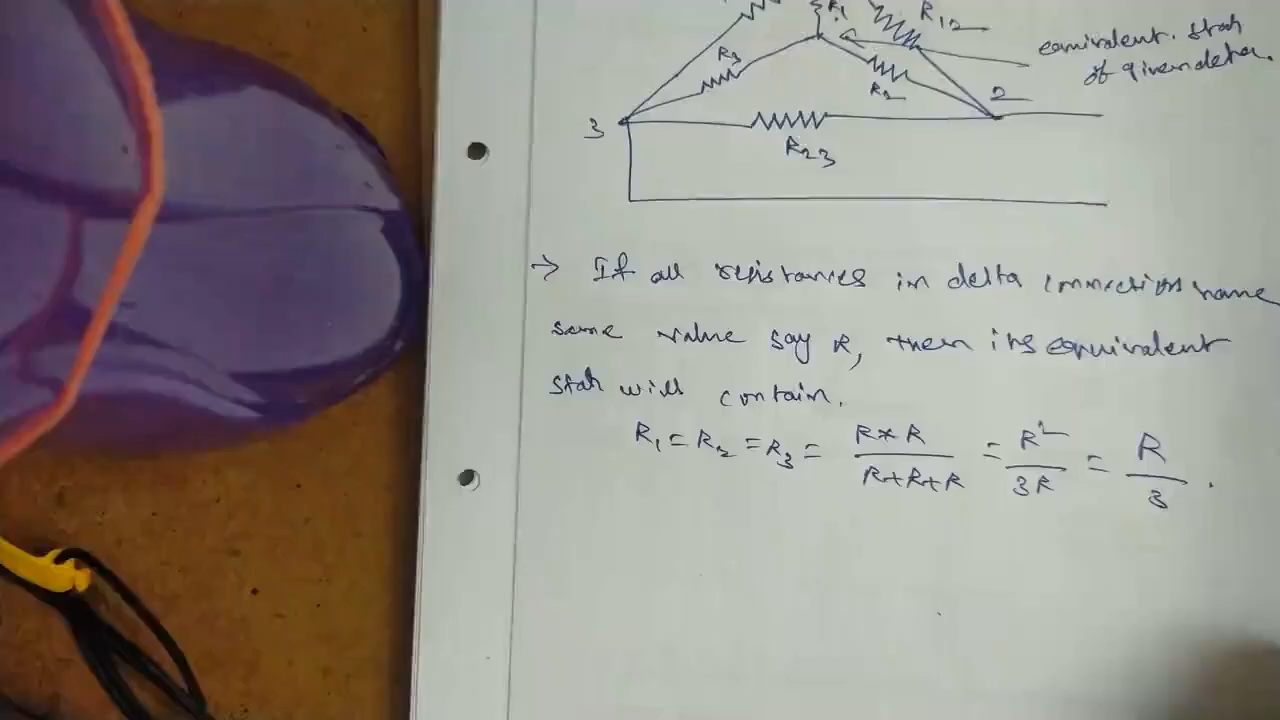 R1
R12
equivalent. star
of given delta.
R3
R2
2
3
R23
→ If all resistances in delta connection have
same value say R, then its equivalent
star will contain.
R1 = R2 = R3 = R*R / R+R+R = R² / 3R = R / 3 .